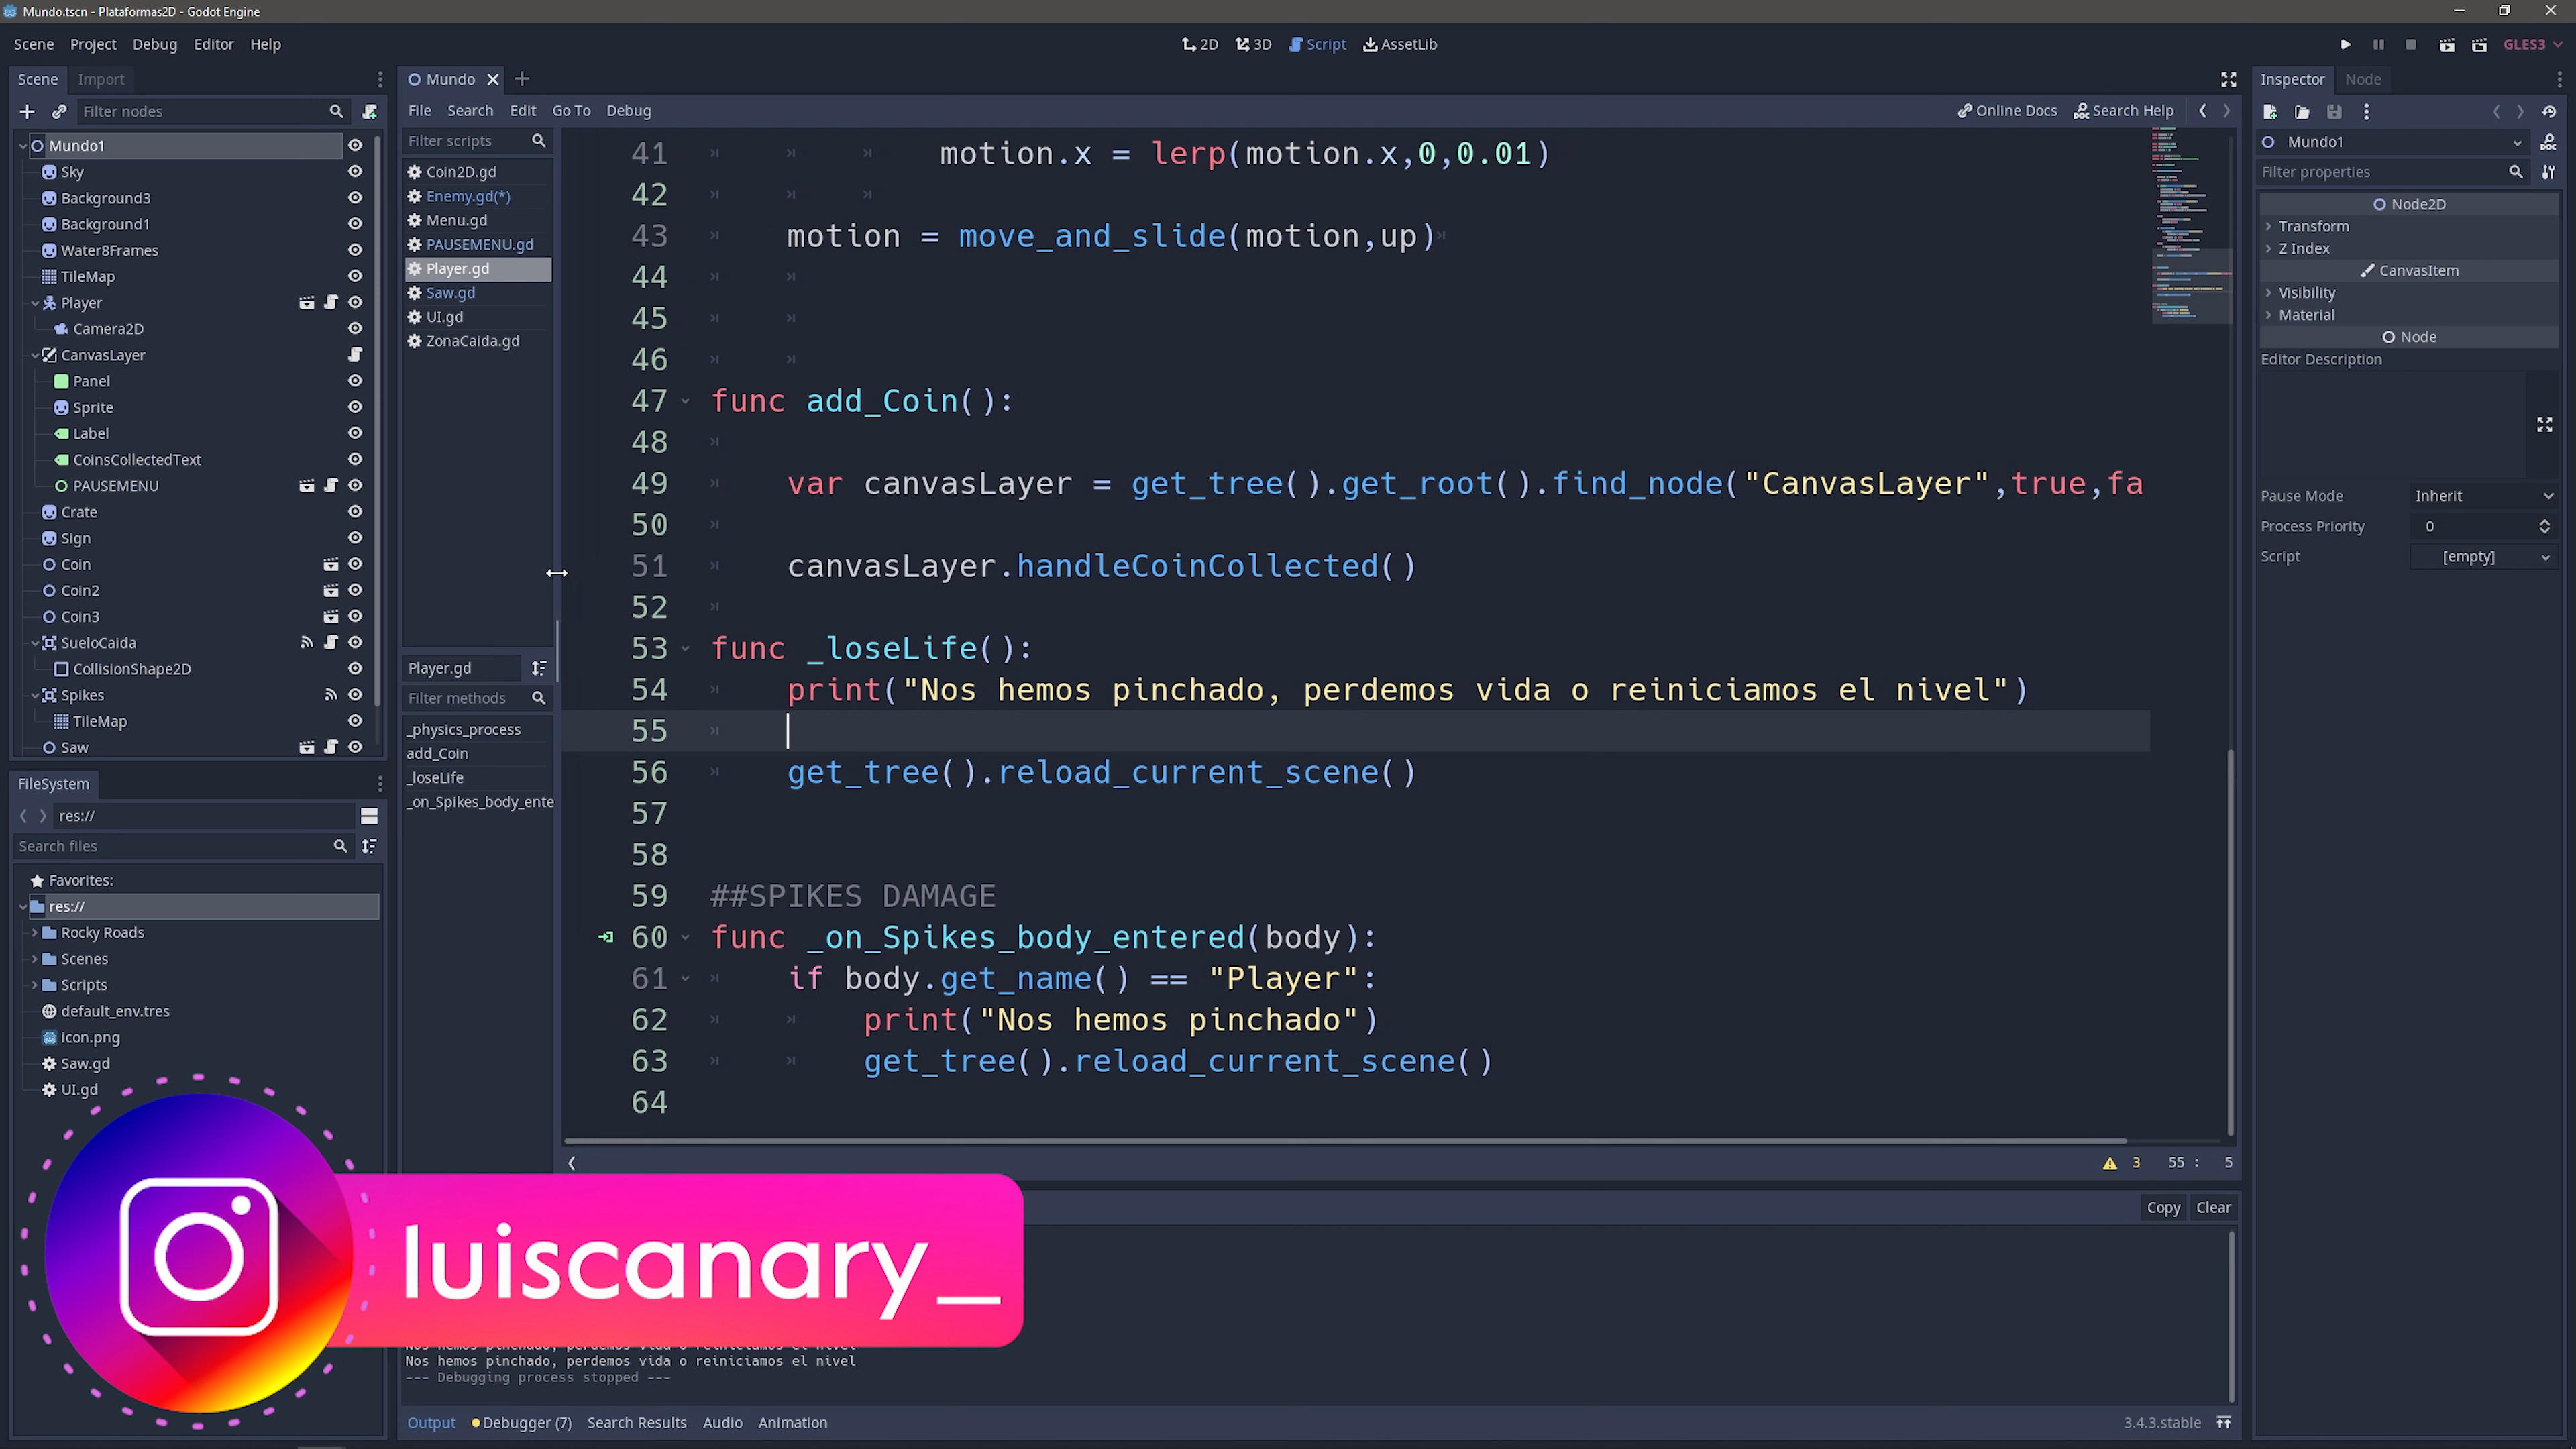 Mundo.tscn - Plataformas2D - Godot Engine
Scene Project Debug Editor Help
2D 3D Script AssetLib
GLES3
Scene Import
Filter nodes
Mundo1
Sky
Background3
Background1
Water8Frames
TileMap
Player
Camera2D
CanvasLayer
Panel
Sprite
Label
CoinsCollectedText
PAUSEMENU
Crate
Sign
Coin
Coin2
Coin3
SueloCaida
CollisionShape2D
Spikes
TileMap
Saw
FileSystem
res://
Search files
Favorites:
res://
Rocky Roads
Scenes
Scripts
default_env.tres
icon.png
Saw.gd
UI.gd
Mundo
File Search Edit Go To Debug
Online Docs Search Help
Filter scripts
Coin2D.gd
Enemy.gd(*)
Menu.gd
PAUSEMENU.gd
Player.gd
Saw.gd
UI.gd
ZonaCaida.gd
Player.gd
Filter methods
_physics_process
add_Coin
_loseLife
_on_Spikes_body_ente
41 motion.x = lerp(motion.x,0,0.01)
42
43 motion = move_and_slide(motion,up)
44
45
46
47 func add_Coin():
48
49 var canvasLayer = get_tree().get_root().find_node("CanvasLayer",true,fa
50
51 canvasLayer.handleCoinCollected()
52
53 func _loseLife():
54 print("Nos hemos pinchado, perdemos vida o reiniciamos el nivel")
55
56 get_tree().reload_current_scene()
57
58
59 ##SPIKES DAMAGE
60 func _on_Spikes_body_entered(body):
61 if body.get_name() == "Player":
62 print("Nos hemos pinchado")
63 get_tree().reload_current_scene()
64
3 55 : 5
Copy Clear
luiscanary_
Nos hemos pinchado, perdemos vida o reiniciamos el nivel
Nos hemos pinchado, perdemos vida o reiniciamos el nivel
--- Debugging process stopped ---
Output Debugger (7) Search Results Audio Animation
3.4.3.stable
Inspector Node
Mundo1
Filter properties
Node2D
Transform
Z Index
CanvasItem
Visibility
Material
Node
Editor Description
Pause Mode Inherit
Process Priority 0
Script [empty]